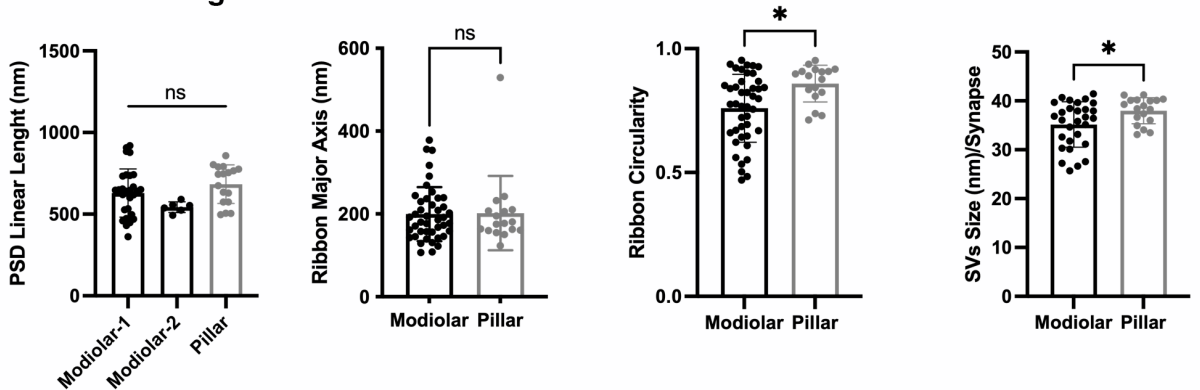 1500
1000
500
0
PSD Linear Lenght (nm)
ns
Modiolar-1
Modiolar-2
Pillar
600
400
200
0
Ribbon Major Axis (nm)
ns
Modiolar Pillar
1.0
0.5
0.0
Ribbon Circularity
*
Modiolar Pillar
50
40
30
20
10
0
SVs Size (nm)/Synapse
*
Modiolar Pillar